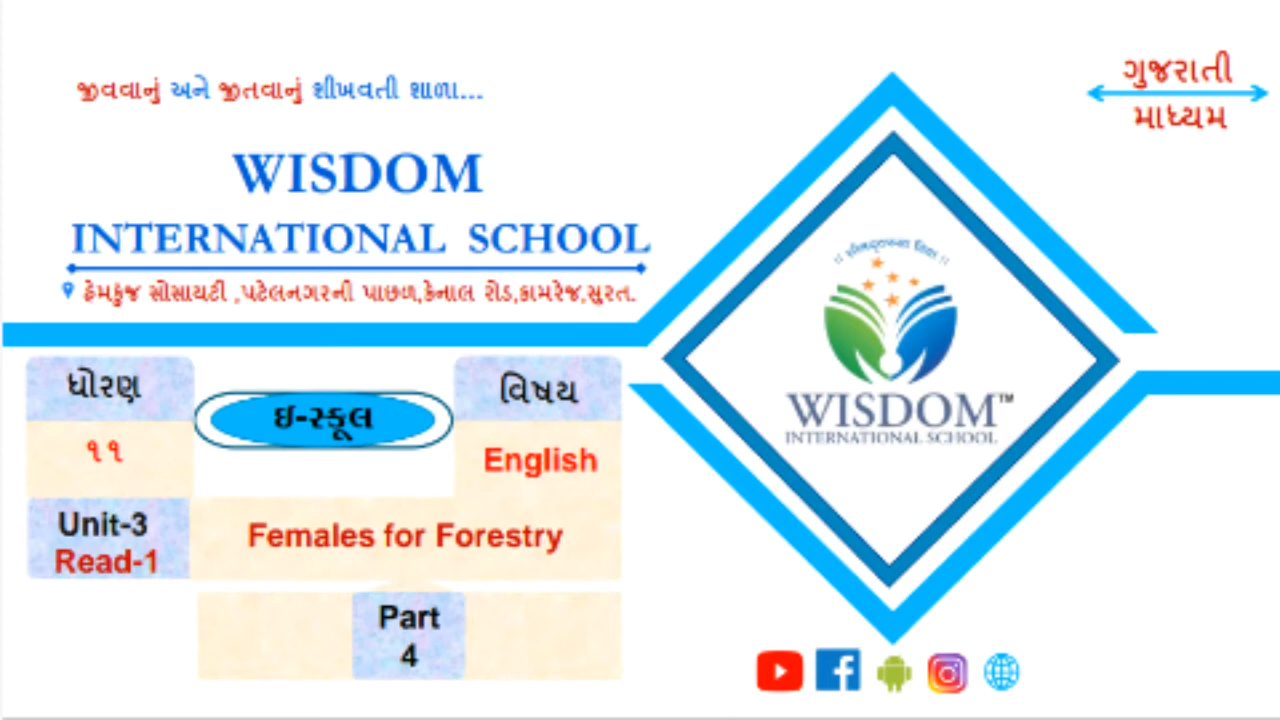 જીવવાનું અને જીતવાનું શીખવતી શાળા...
ગુજરાતી
માધ્યમ
WISDOM
INTERNATIONAL SCHOOL
હેમકુંજ સોસાયટી ,પટેલનગરની પાછળ,કેનાલ રોડ,કામરેજ,સુરત.
ધોરણ
૧૧
ઇ-સ્કૂલ
વિષય
English
Unit-3
Read-1
Females for Forestry
Part
4
WISDOM™
INTERNATIONAL SCHOOL